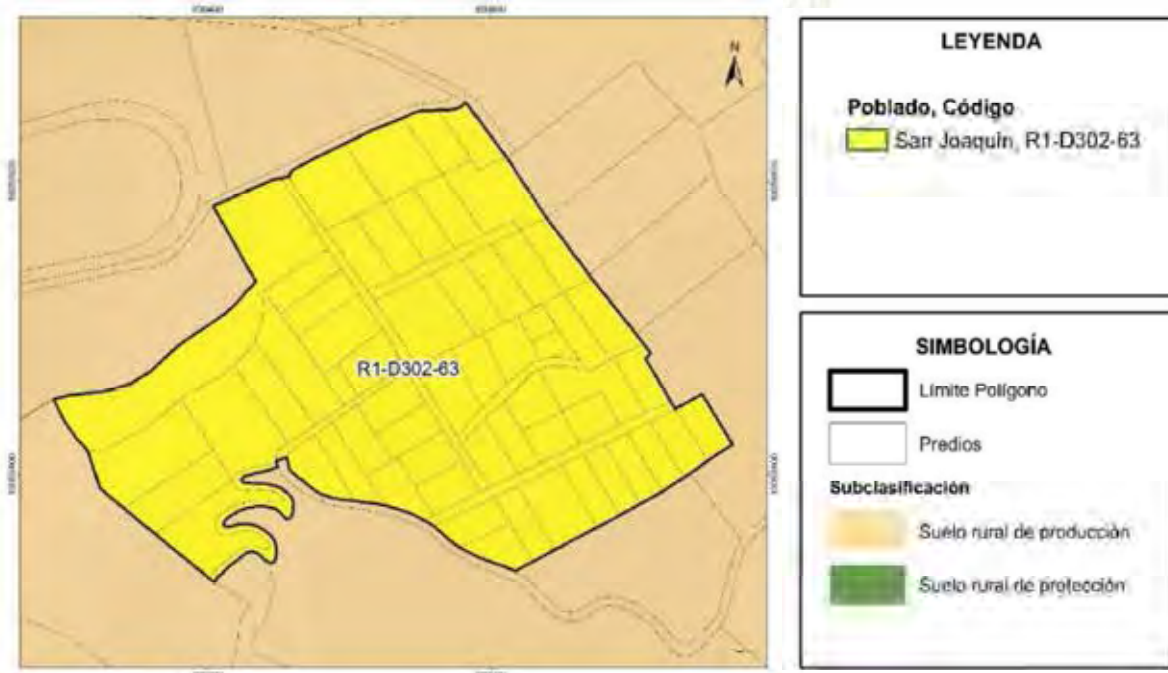 N
LEYENDA
Poblado, Código
San Joaquín, R1-D302-63
R1-D302-63
SIMBOLOGÍA
Límite Polígono
Predios
Subclasificación
Suelo rural de producción
Suelo rural de protección